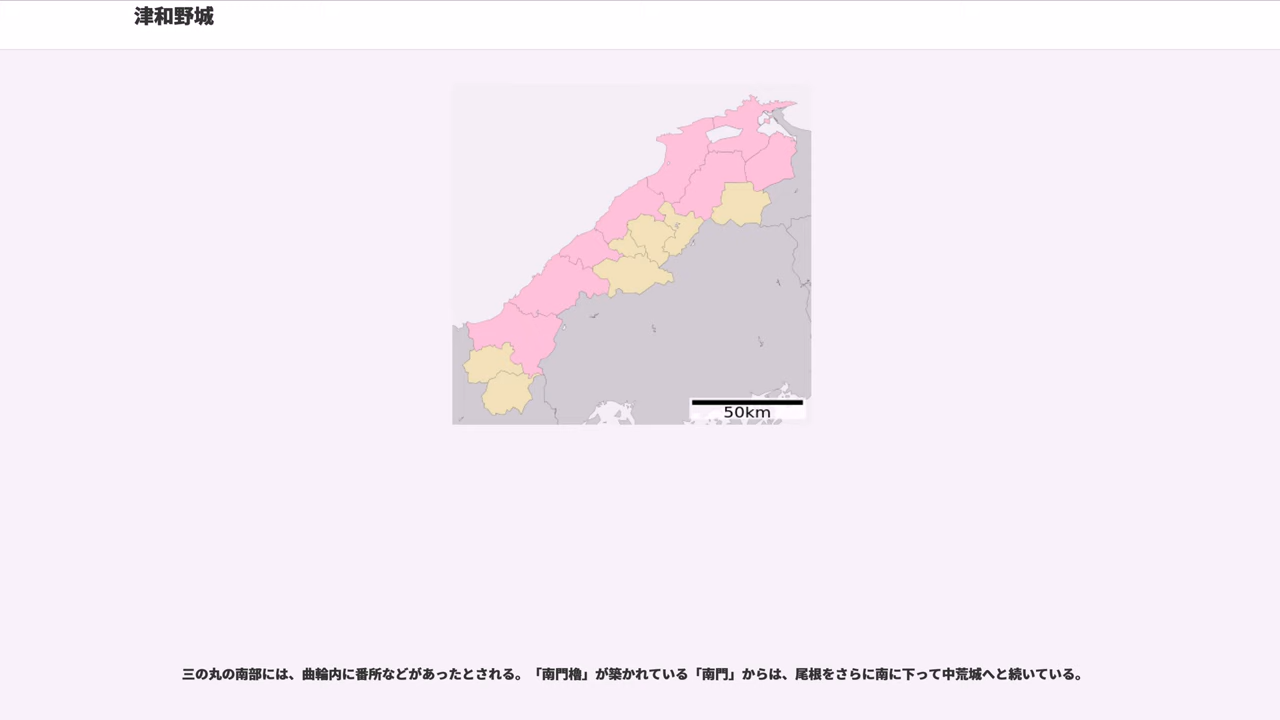 津和野城
50km
三の丸の南部には、曲輪内に番所などがあったとされる。「南門櫓」が築かれている「南門」からは、尾根をさらに南に下って中荒城へと続いている。